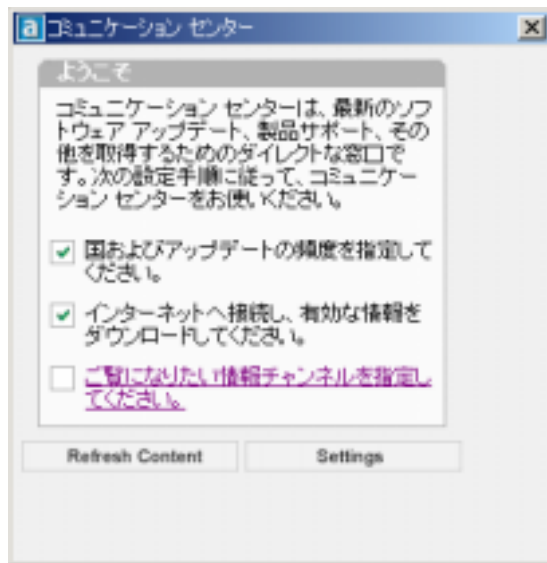 a コミュニケーション センター
ようこそ
コミュニケーション センターは、最新のソフ
トウェア アップデート、製品サポート、その
他を取得するためのダイレクトな窓口で
す。次の設定手順に従って、コミュニケー
ション センターをお使いください。
国およびアップデートの頻度を指定して
ください。
インターネットへ接続し、有効な情報を
ダウンロードしてください。
ご覧になりたい情報チャンネルを指定し
てください。
Refresh Content
Settings